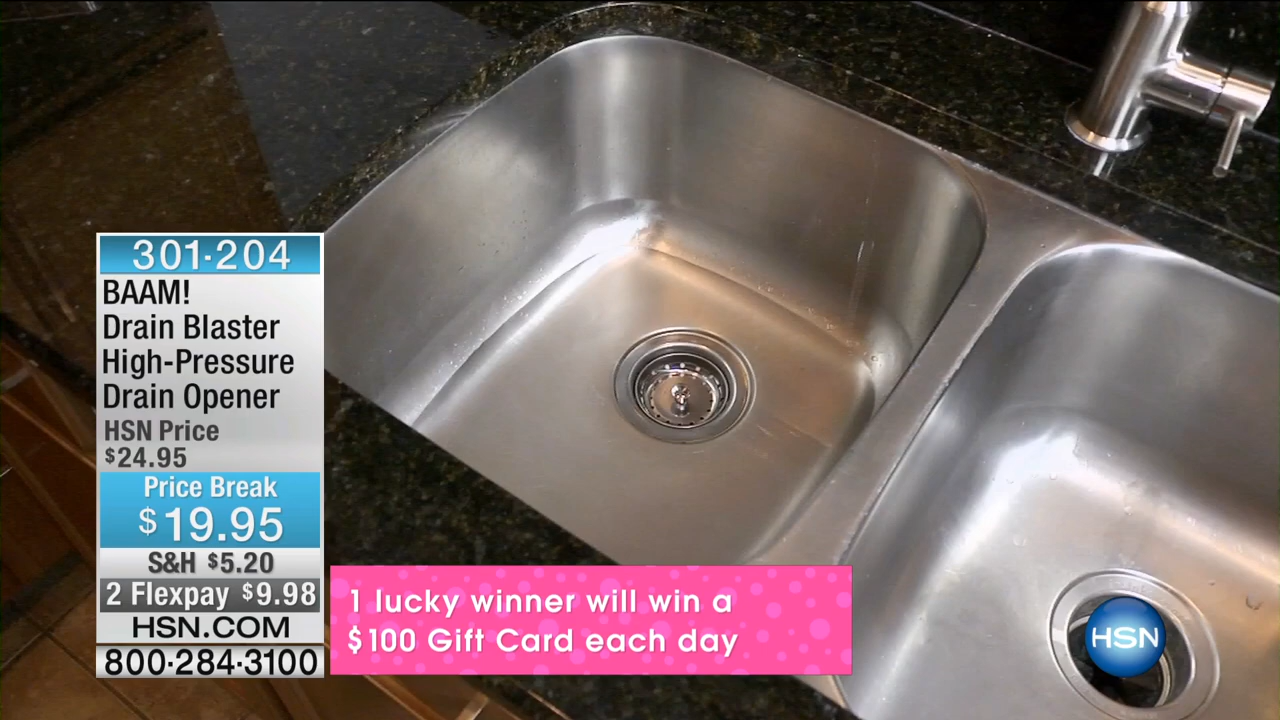 301·204
BAAM!
Drain Blaster
High-Pressure
Drain Opener
HSN Price
$24.95
Price Break
$19.95
S&H $5.20
2 Flexpay $9.98
HSN.COM
800·284·3100
1 lucky winner will win a
$100 Gift Card each day
HSN